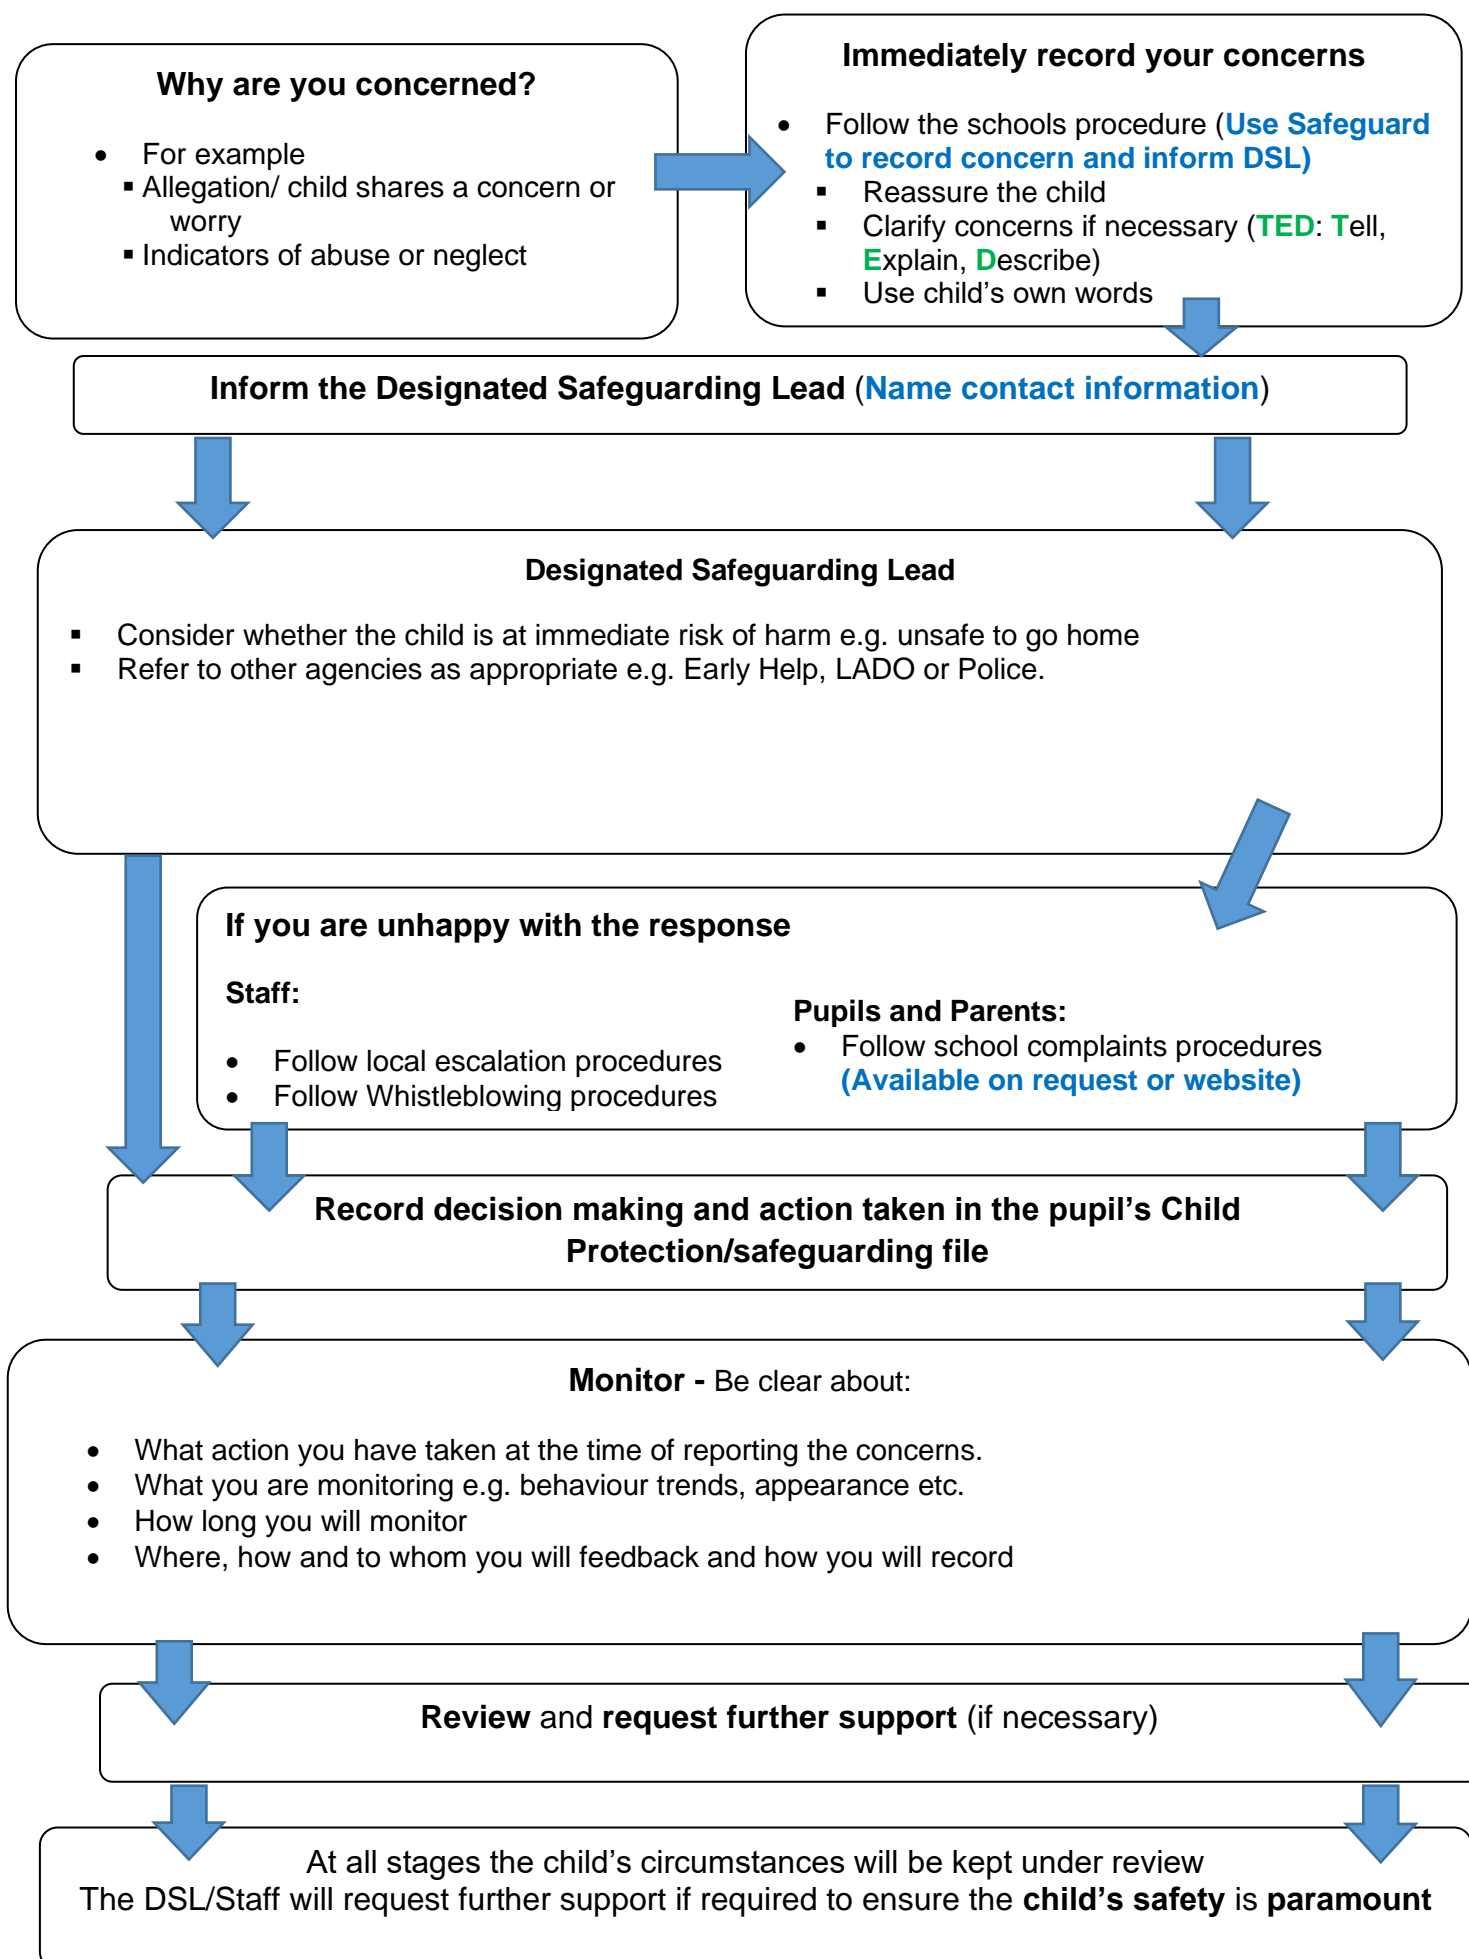 Why are you concerned?
• For example
▪ Allegation/ child shares a concern or
worry
▪ Indicators of abuse or neglect
Immediately record your concerns
• Follow the schools procedure (Use Safeguard
to record concern and inform DSL)
▪ Reassure the child
▪ Clarify concerns if necessary (TED: Tell,
Explain, Describe)
▪ Use child's own words
Inform the Designated Safeguarding Lead (Name contact information)
Designated Safeguarding Lead
▪ Consider whether the child is at immediate risk of harm e.g. unsafe to go home
▪ Refer to other agencies as appropriate e.g. Early Help, LADO or Police.
If you are unhappy with the response
Staff:
• Follow local escalation procedures
• Follow Whistleblowing procedures
Pupils and Parents:
• Follow school complaints procedures
(Available on request or website)
Record decision making and action taken in the pupil's Child
Protection/safeguarding file
Monitor - Be clear about:
• What action you have taken at the time of reporting the concerns.
• What you are monitoring e.g. behaviour trends, appearance etc.
• How long you will monitor
• Where, how and to whom you will feedback and how you will record
Review and request further support (if necessary)
At all stages the child's circumstances will be kept under review
The DSL/Staff will request further support if required to ensure the child's safety is paramount